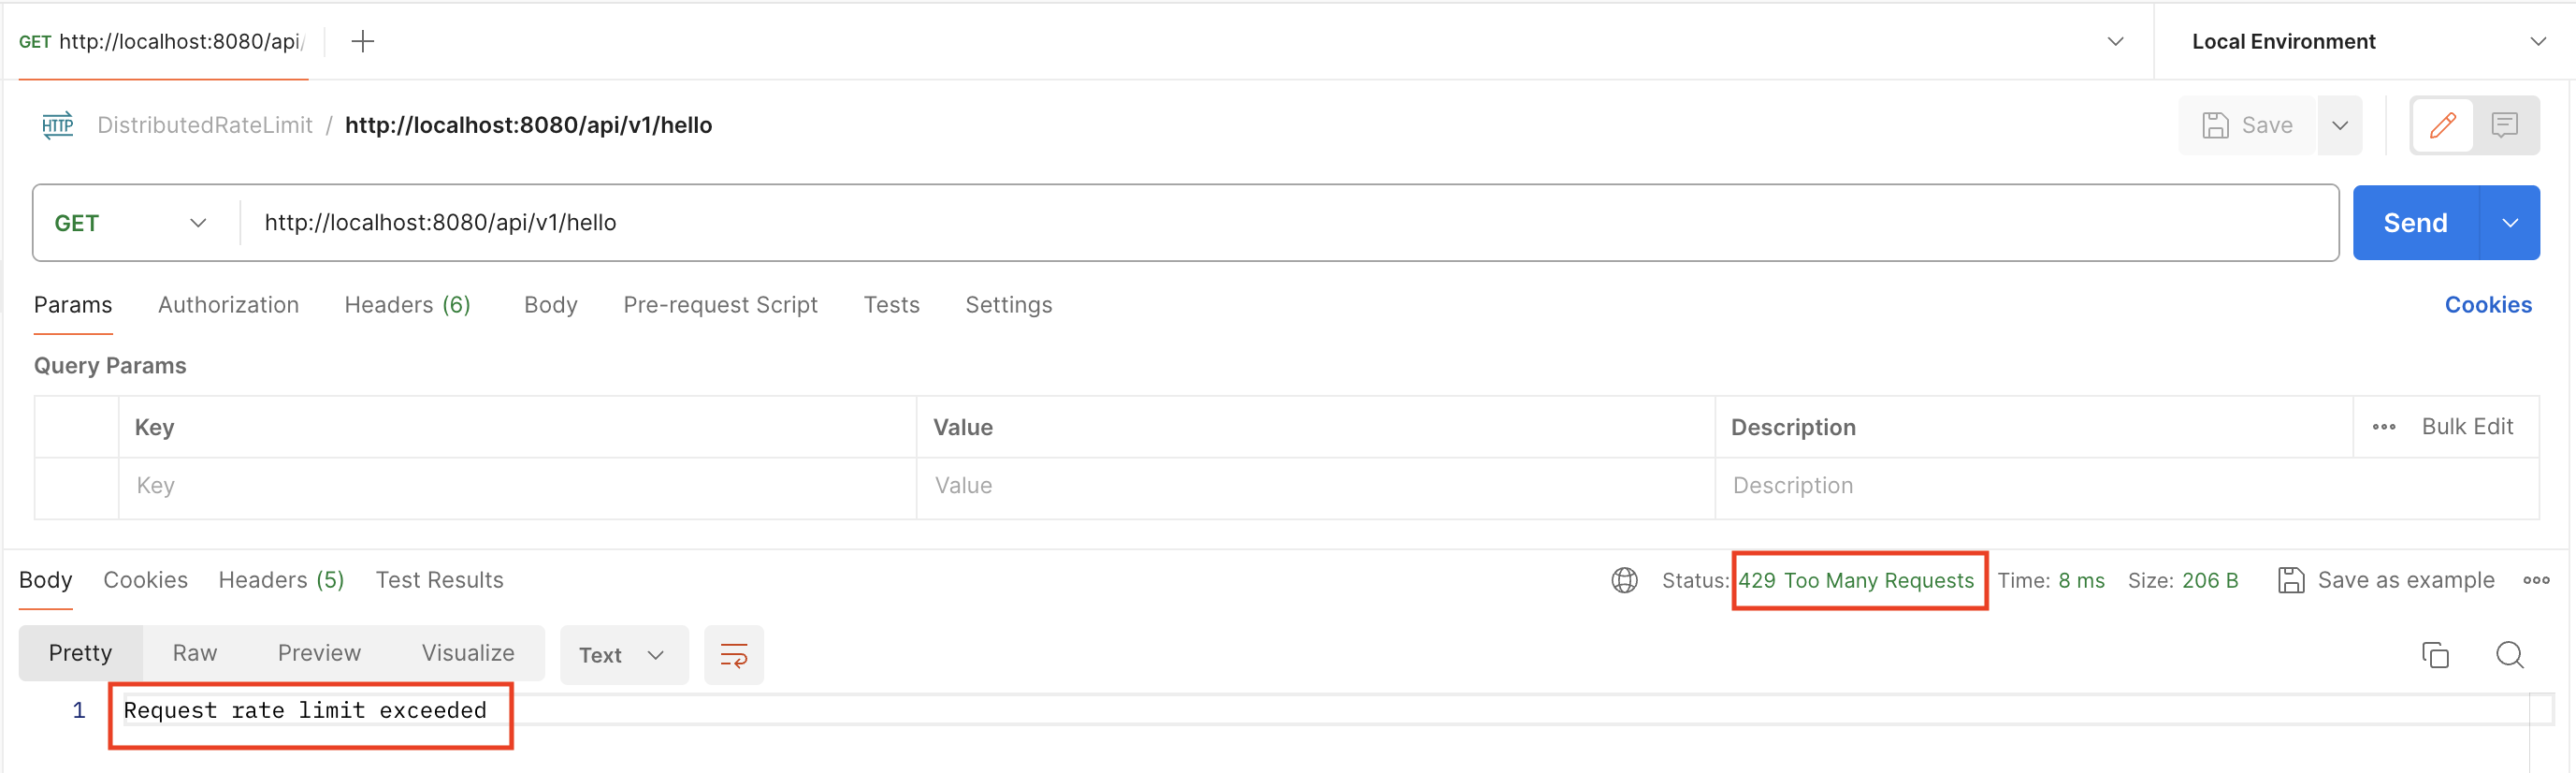 GET http://localhost:8080/api/
Local Environment
HTTP DistributedRateLimit / http://localhost:8080/api/v1/hello
Save
GET http://localhost:8080/api/v1/hello
Send
Params Authorization Headers (6) Body Pre-request Script Tests Settings Cookies
Query Params
Key Value Description Bulk Edit
Key Value Description
Body Cookies Headers (5) Test Results Status: 429 Too Many Requests Time: 8 ms Size: 206 B Save as example
Pretty Raw Preview Visualize Text
1 Request rate limit exceeded